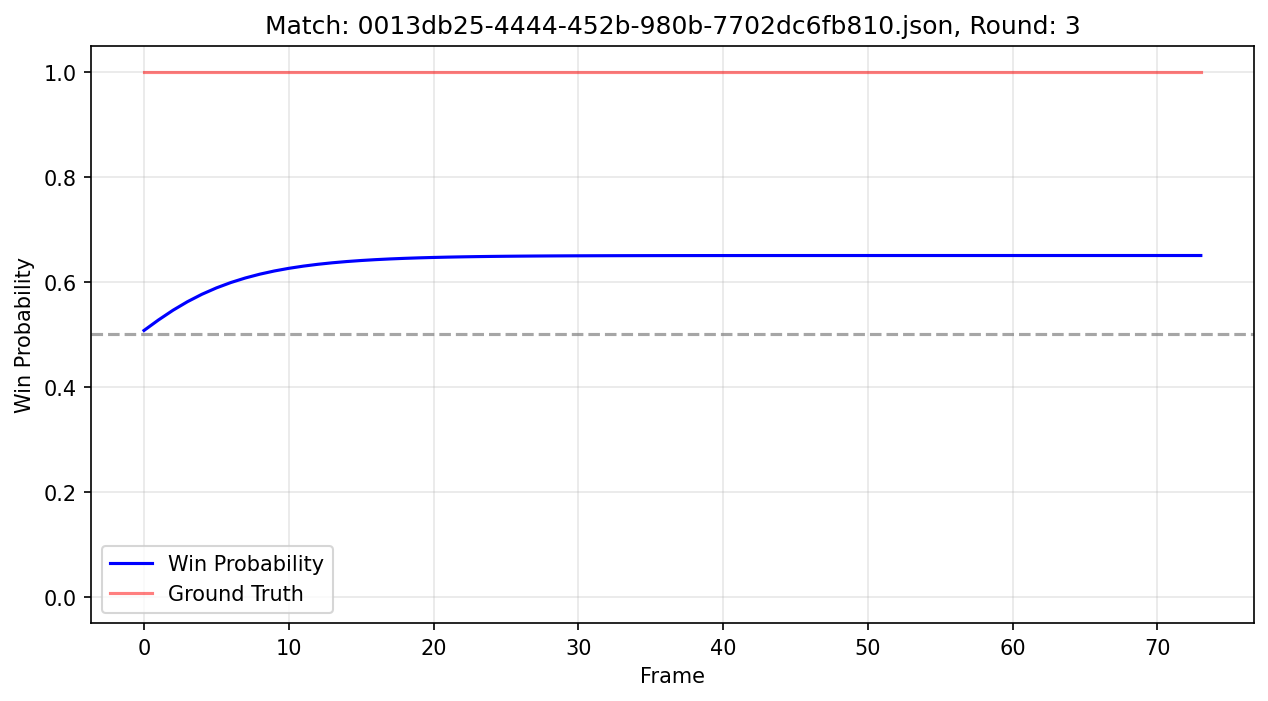 Match: 0013db25-4444-452b-980b-7702dc6fb810.json, Round: 3
Win Probability
1.0
0.8
0.6
0.4
0.2
0.0
Win Probability
Ground Truth
0 10 20 30 40 50 60 70
Frame